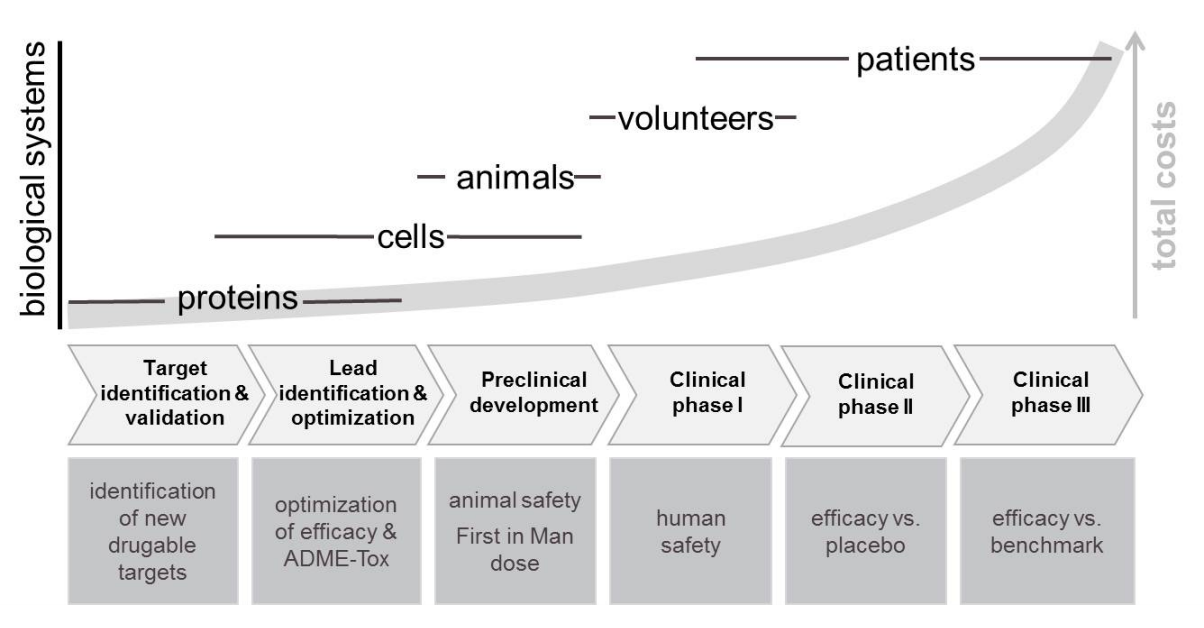 biological systems
patients
volunteers
animals
cells
proteins
total costs
Target
identification &
validation
Lead
identification &
optimization
Preclinical
development
Clinical
phase I
Clinical
phase II
Clinical
phase III
identification
of new
drugable
targets
optimization
of efficacy &
ADME-Tox
animal safety
First in Man
dose
human
safety
efficacy vs.
placebo
efficacy vs.
benchmark